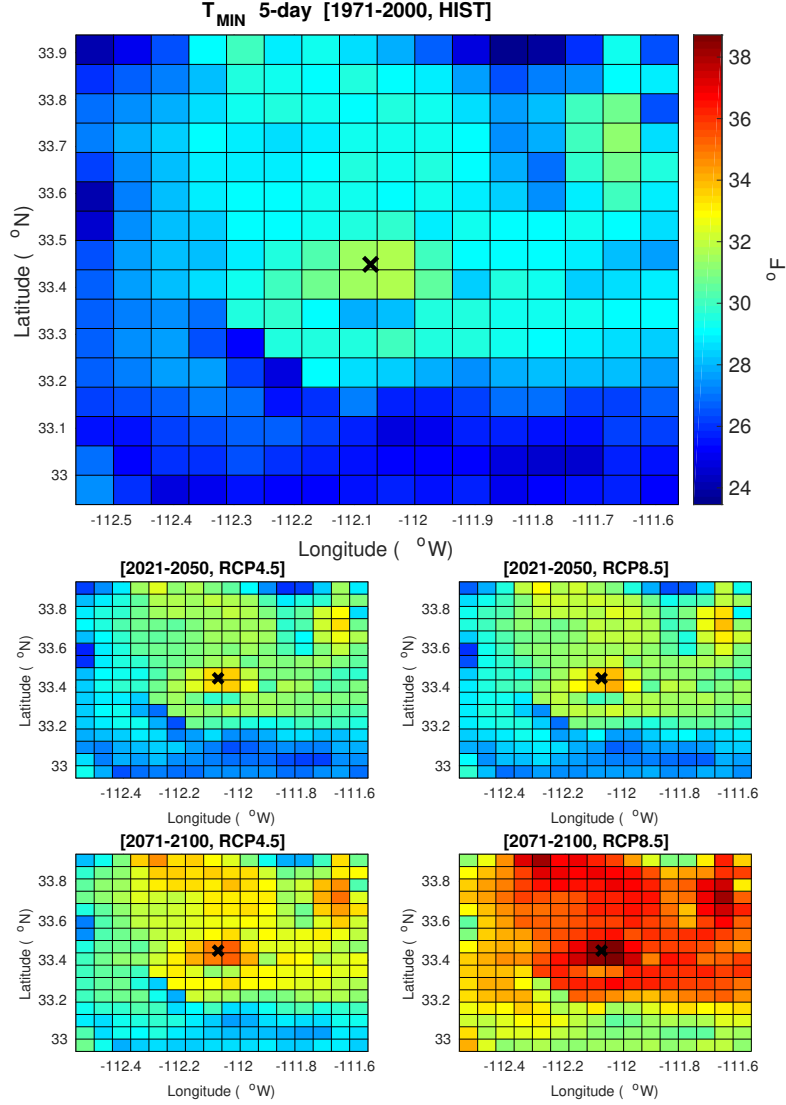 T_MIN 5-day [1971-2000, HIST]
33.9
33.8
33.7
33.6
33.5
33.4
33.3
33.2
33.1
33
Latitude ( °N)
-112.5 -112.4 -112.3 -112.2 -112.1 -112 -111.9 -111.8 -111.7 -111.6
Longitude ( °W)
38
36
34
32
30
28
26
24
°F
[2021-2050, RCP4.5]
33.8
33.6
33.4
33.2
33
Latitude ( °N)
-112.4 -112.2 -112 -111.8 -111.6
Longitude ( °W)
[2021-2050, RCP8.5]
33.8
33.6
33.4
33.2
33
Latitude ( °N)
-112.4 -112.2 -112 -111.8 -111.6
Longitude ( °W)
[2071-2100, RCP4.5]
33.8
33.6
33.4
33.2
33
Latitude ( °N)
-112.4 -112.2 -112 -111.8 -111.6
Longitude ( °W)
[2071-2100, RCP8.5]
33.8
33.6
33.4
33.2
33
Latitude ( °N)
-112.4 -112.2 -112 -111.8 -111.6
Longitude ( °W)